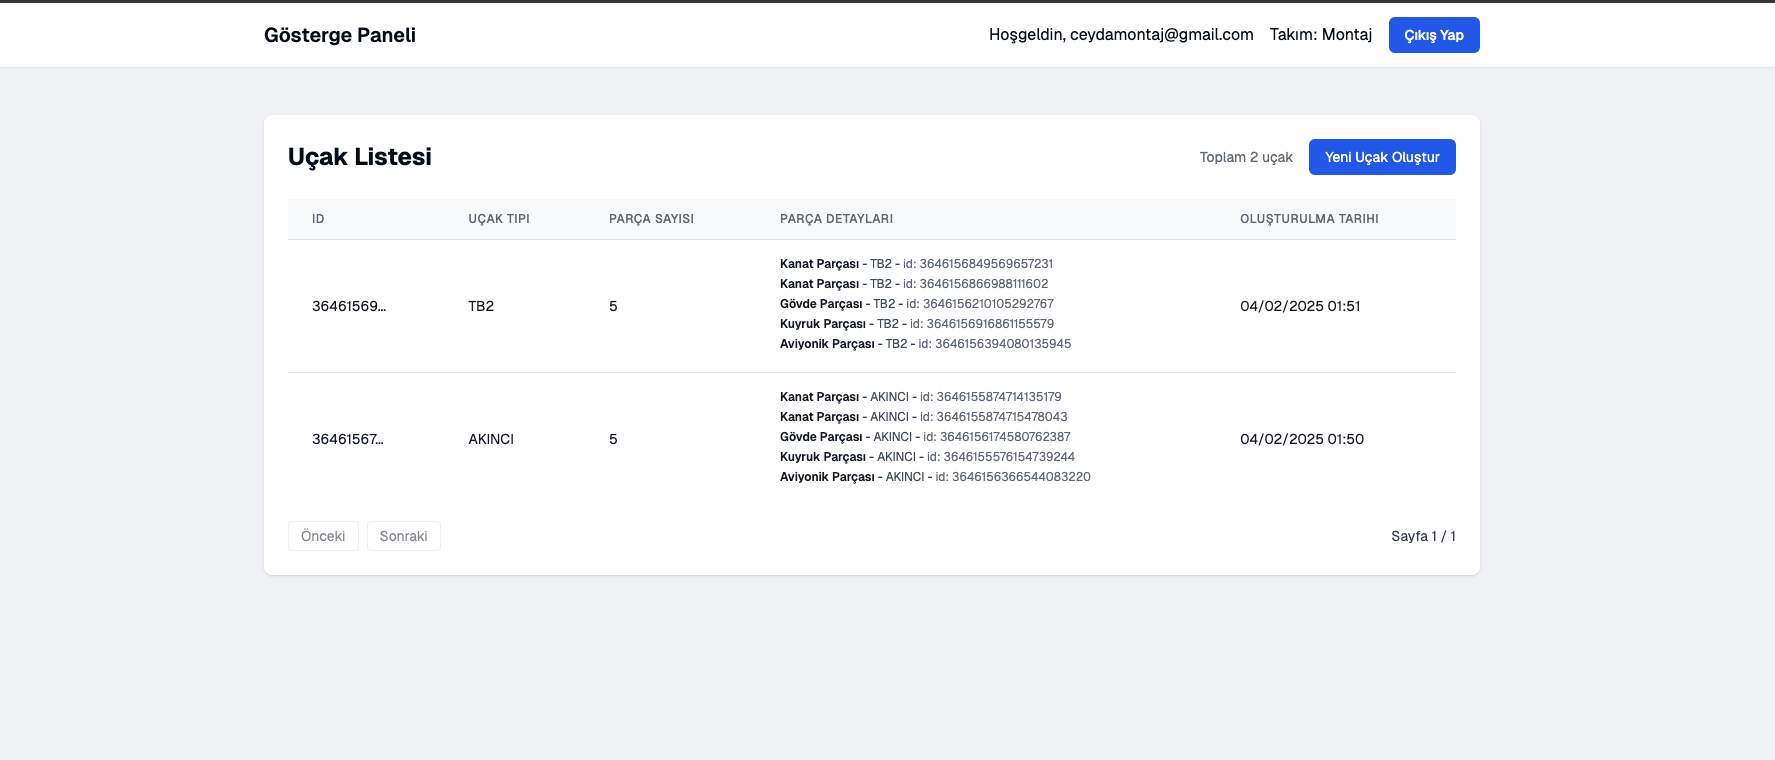 Gösterge Paneli
Hoşgeldin, ceydamontaj@gmail.com Takım: Montaj Çıkış Yap
Uçak Listesi
Toplam 2 uçak Yeni Uçak Oluştur
ID UÇAK TIPI PARÇA SAYISI PARÇA DETAYLARI OLUŞTURULMA TARIHI
36461569... TB2 5
Kanat Parçası - TB2 - id: 3646156849569657231
Kanat Parçası - TB2 - id: 3646156866988111602
Gövde Parçası - TB2 - id: 3646156210105292767
Kuyruk Parçası - TB2 - id: 3646156916861155579
Aviyonik Parçası - TB2 - id: 3646156394080135945
04/02/2025 01:51
36461567... AKINCI 5
Kanat Parçası - AKINCI - id: 3646155874714135179
Kanat Parçası - AKINCI - id: 3646155874715478043
Gövde Parçası - AKINCI - id: 3646156174580762387
Kuyruk Parçası - AKINCI - id: 3646155576154739244
Aviyonik Parçası - AKINCI - id: 3646156366544083220
04/02/2025 01:50
Önceki Sonraki Sayfa 1 / 1